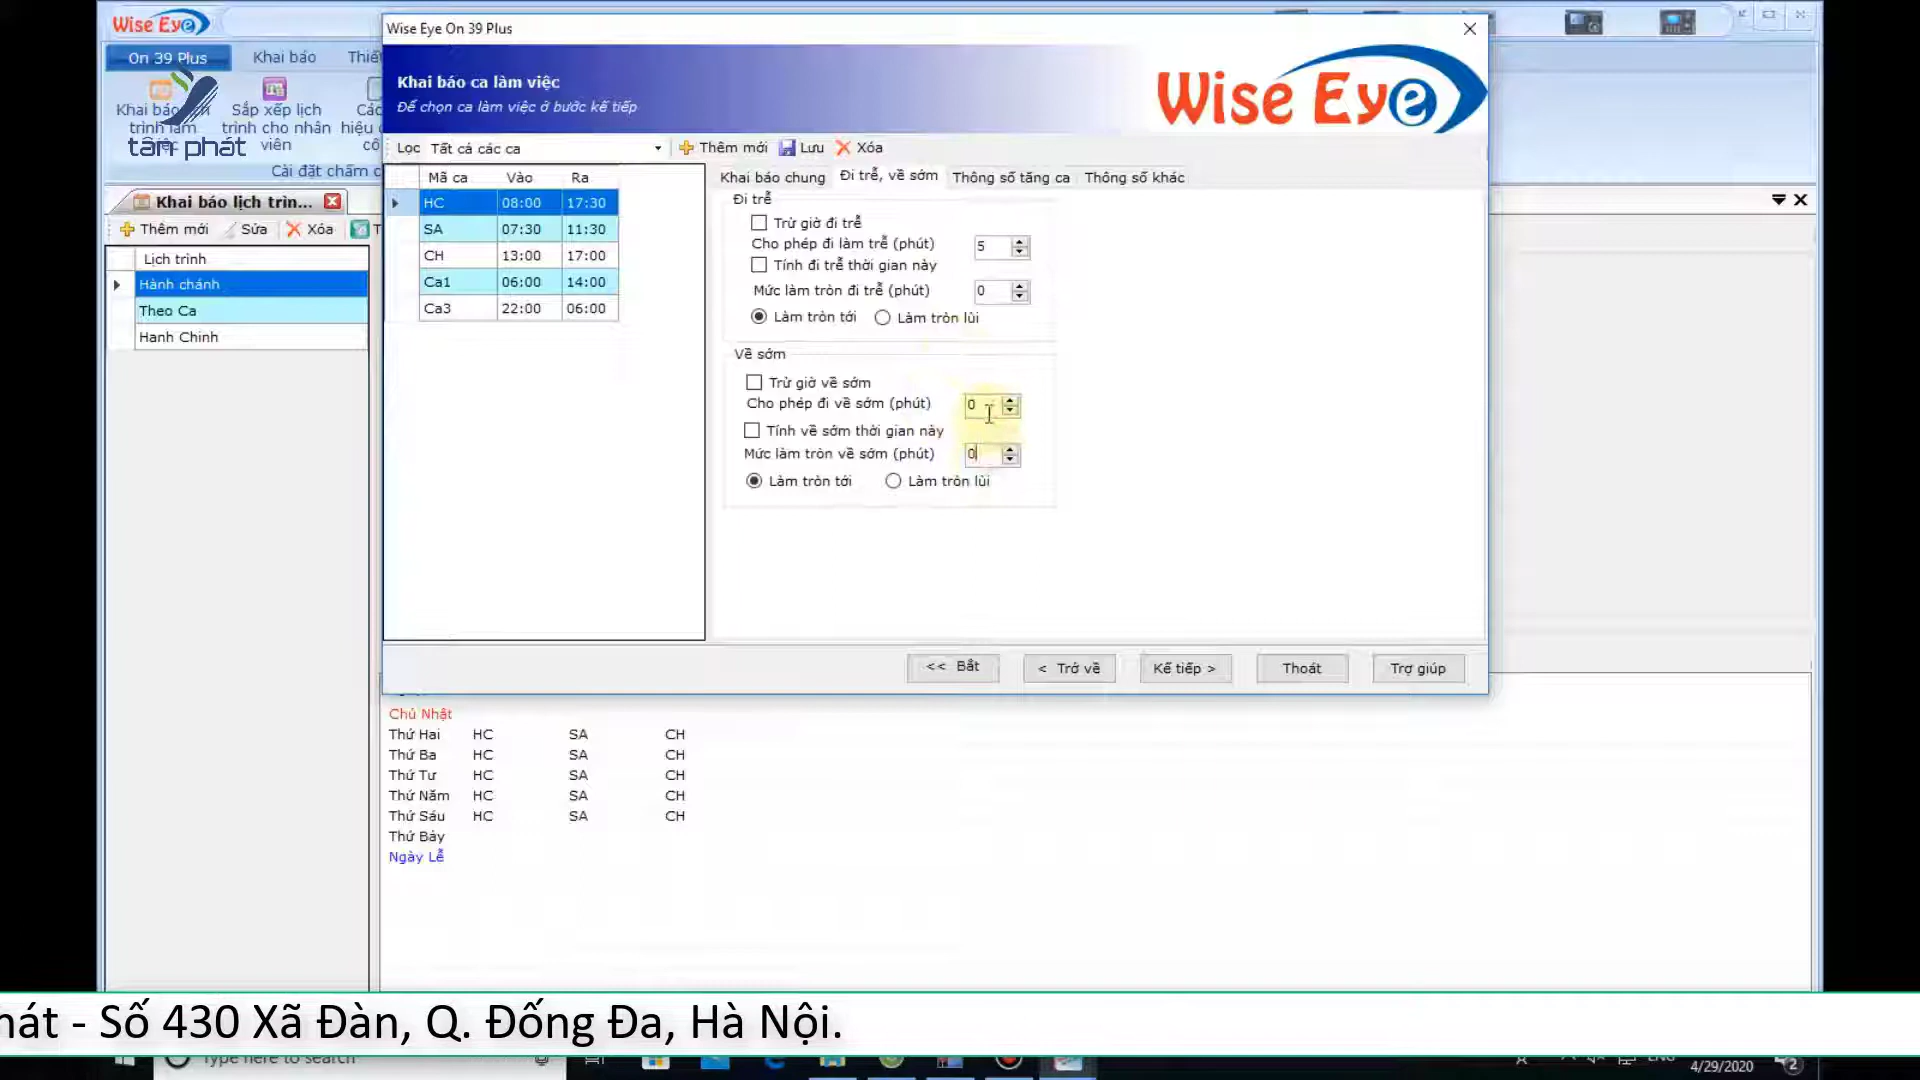 Wise Eye
Wise Eye On 39 Plus
On 39 Plus
Khai báo
Khai báo ca làm việc
Để chọn ca làm việc ở bước kế tiếp
Wise Eye
Sắp xếp lịch
trình cho nhân
viên
tân phát
Cài đặt chấm c
Lọc Tất cả các ca
Thêm mới Lưu Xóa
Mã ca Vào Ra
HC 08:00 17:30
SA 07:30 11:30
CH 13:00 17:00
Ca1 06:00 14:00
Ca3 22:00 06:00
Khai báo chung Đi trễ, về sớm Thông số tăng ca Thông số khác
Đi trễ
Trừ giờ đi trễ
Cho phép đi làm trễ (phút) 5
Tính đi trễ thời gian này
Mức làm tròn đi trễ (phút) 0
Làm tròn tới Làm tròn lùi
Về sớm
Trừ giờ về sớm
Cho phép đi về sớm (phút) 0
Tính về sớm thời gian này
Mức làm tròn về sớm (phút) 0
Làm tròn tới Làm tròn lùi
Khai báo lịch trìn...
Thêm mới Sửa Xóa T
Lịch trình
Hành chánh
Theo Ca
Hanh Chinh
<< Bắt < Trở về Kế tiếp > Thoát Trợ giúp
Chủ Nhật
Thứ Hai HC SA CH
Thứ Ba HC SA CH
Thứ Tư HC SA CH
Thứ Năm HC SA CH
Thứ Sáu HC SA CH
Thứ Bảy
Ngày Lễ
hát - Số 430 Xã Đàn, Q. Đống Đa, Hà Nội.
Type here to search
4/29/2020
2